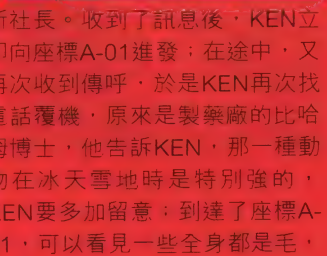 新社長。收到了訊息後，KEN立
即向座標A-01進發；在途中，又
再次收到傳呼，於是KEN再次找
電話覆機，原來是製藥廠的比哈
姆博士，他告訴KEN，那一種動
物在冰天雪地時是特別強的，
KEN要多加留意；到達了座標A-
01，可以看見一些全身都是毛，